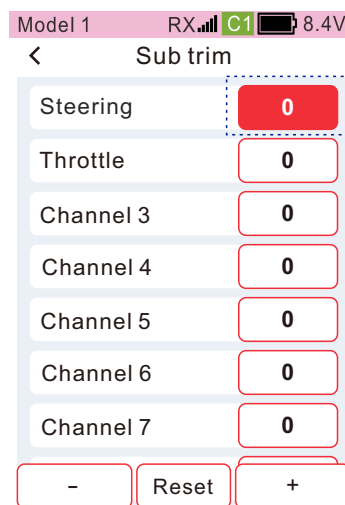 Model 1 RX C1 8.4V
< Sub trim
Steering 0
Throttle 0
Channel 3 0
Channel 4 0
Channel 5 0
Channel 6 0
Channel 7 0
- Reset +